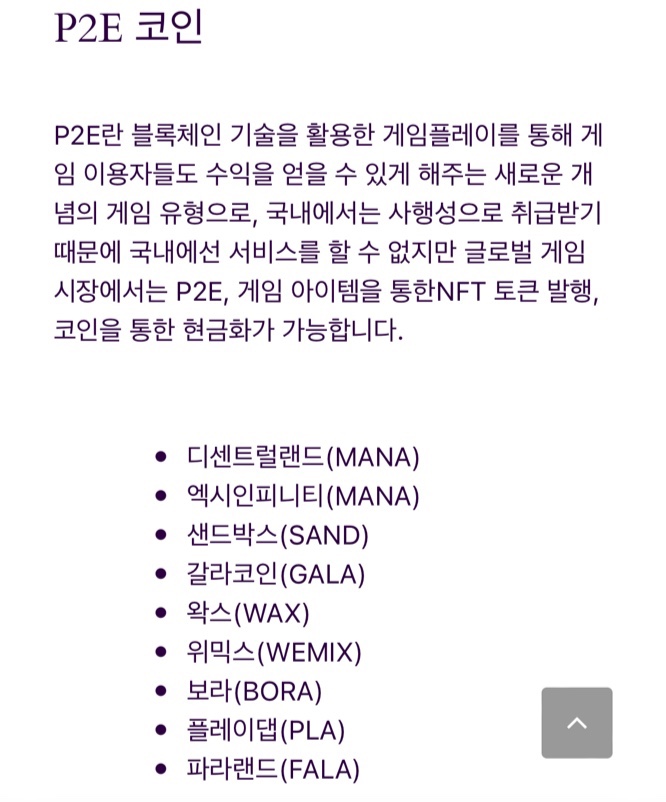 P2E 코인
P2E란 블록체인 기술을 활용한 게임플레이를 통해 게
임 이용자들도 수익을 얻을 수 있게 해주는 새로운 개
념의 게임 유형으로, 국내에서는 사행성으로 취급받기
때문에 국내에선 서비스를 할 수 없지만 글로벌 게임
시장에서는 P2E, 게임 아이템을 통한NFT 토큰 발행,
코인을 통한 현금화가 가능합니다.
• 디센트럴랜드(MANA)
• 엑시인피니티(MANA)
• 샌드박스(SAND)
• 갈라코인(GALA)
• 왁스(WAX)
• 위믹스(WEMIX)
• 보라(BORA)
• 플레이댑(PLA)
• 파라랜드(FALA)